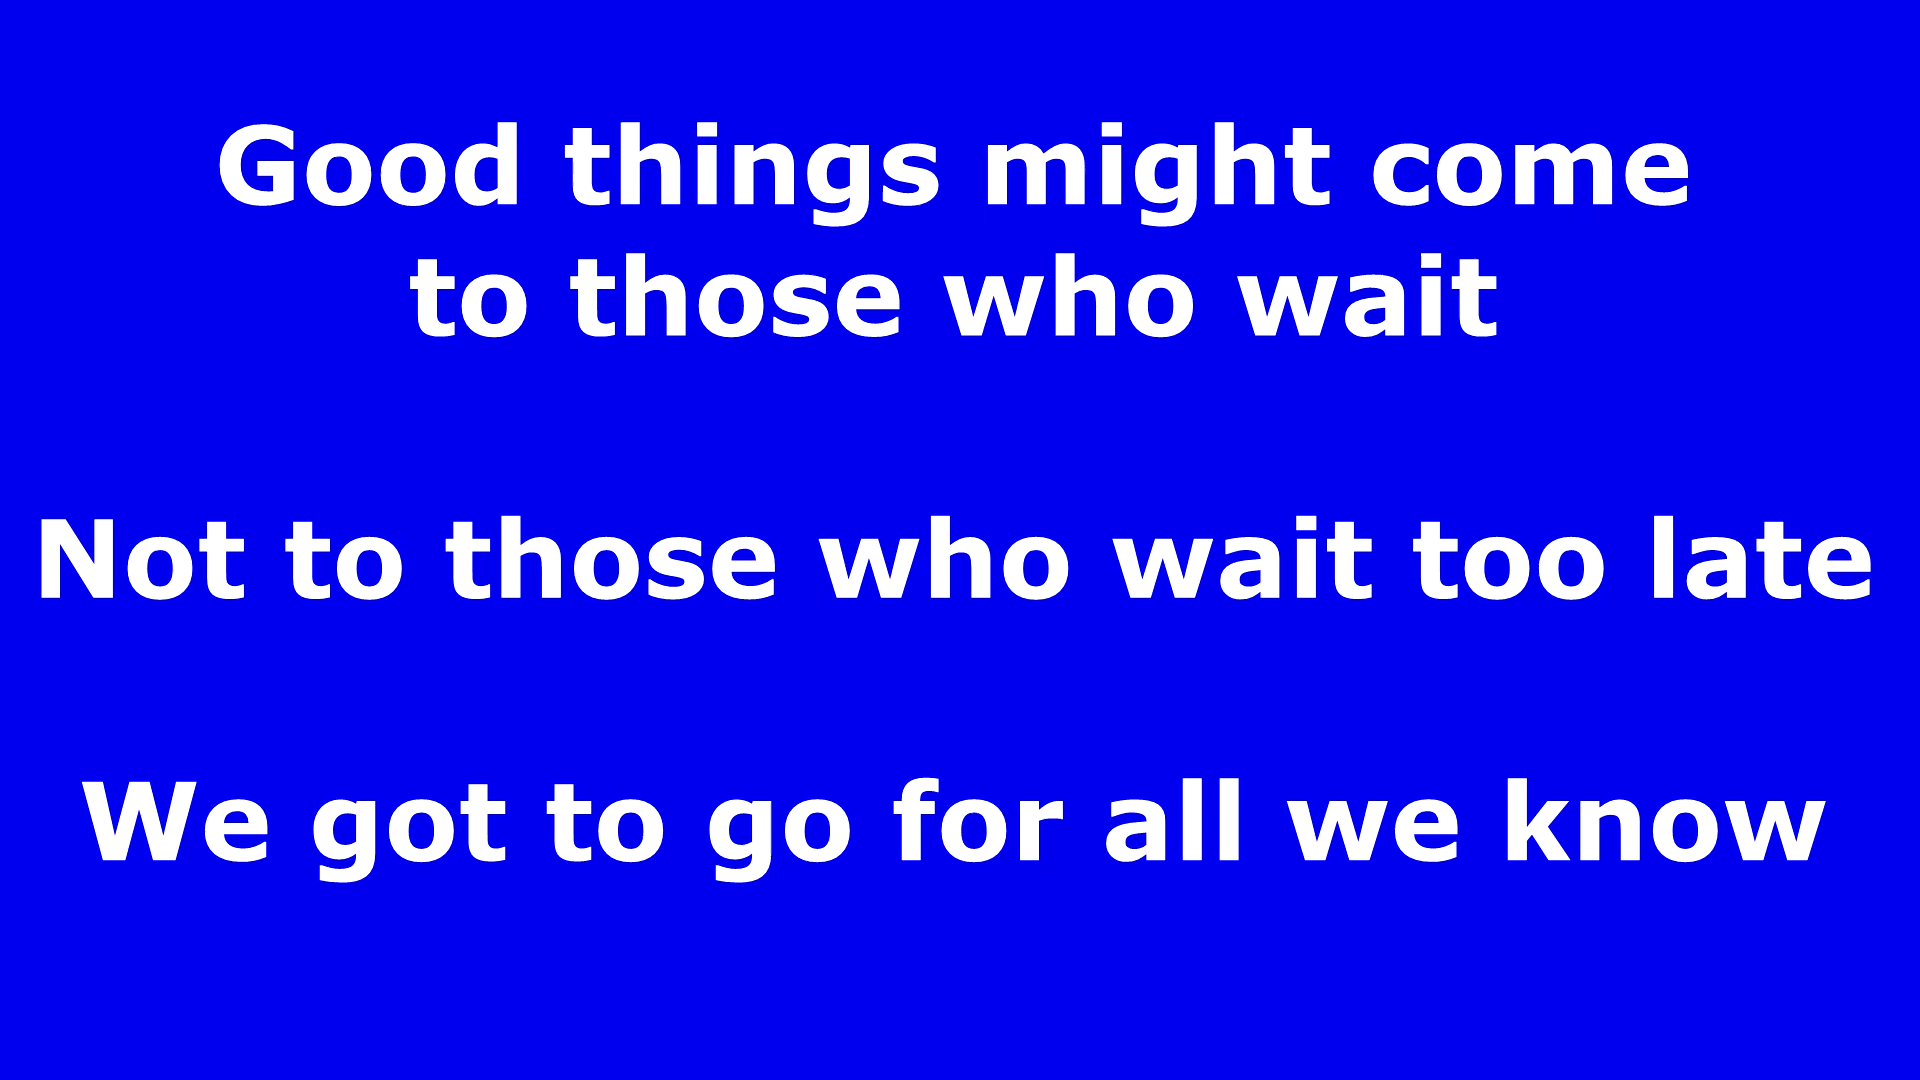 Good things might come
to those who wait
Not to those who wait too late
We got to go for all we know